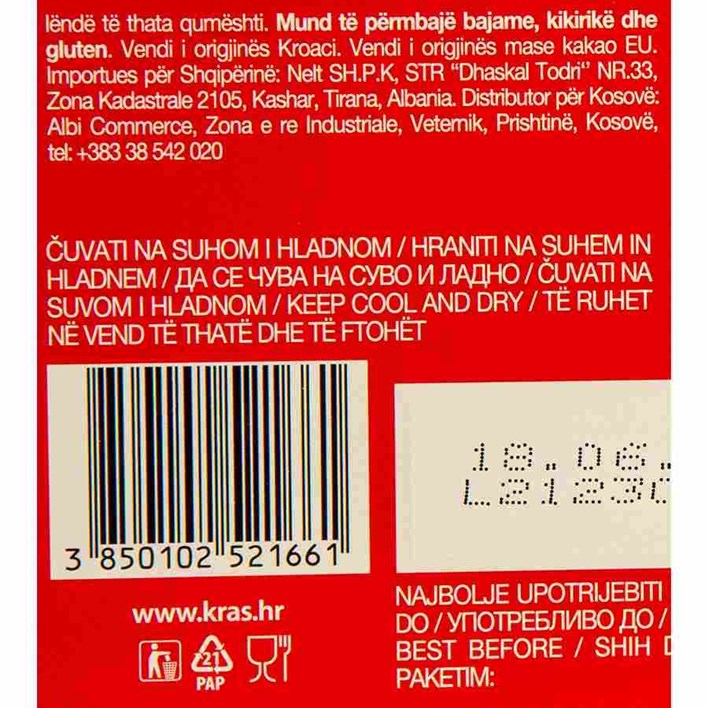 lëndë të thata qumështi. Mund të përmbajë bajame, kikirikë dhe
gluten. Vendi i origjinës Kroaci. Vendi i origjinës mase kakao EU.
Importues për Shqipërinë: Nelt SH.P.K, STR “Dhaskal Todri” NR.33,
Zona Kadastrale 2105, Kashar, Tirana, Albania. Distributor për Kosovë:
Albi Commerce, Zona e re Industriale, Veternik, Prishtinë, Kosovë,
tel: +383 38 542 020
ČUVATI NA SUHOM I HLADNOM / HRANITI NA SUHEM IN
HLADNEM / ДА СЕ ЧУВА НА СУВО И ЛАДНО / ČUVATI NA
SUVOM I HLADNOM / KEEP COOL AND DRY / TË RUHET
NË VEND TË THATË DHE TË FTOHËT
3 850102 521661
18.06.
L2123
www.kras.hr
21
PAP
NAJBOLJE UPOTRIJEBITI
DO / УПОТРЕБЛИВО ДО /
BEST BEFORE / SHIH
PAKETIM: